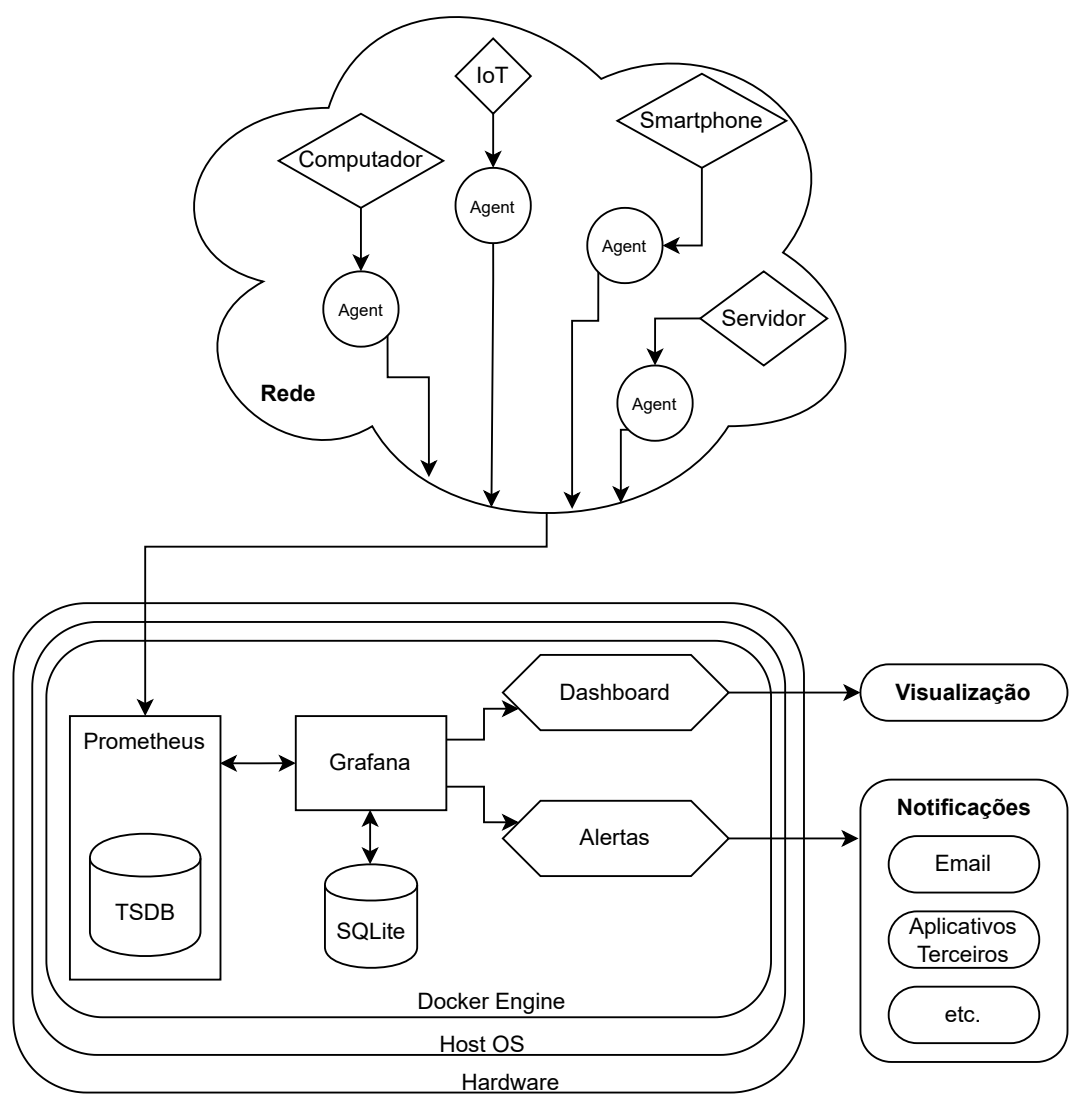 IoT
Smartphone
Computador
Agent
Agent
Agent
Servidor
Rede
Agent
Dashboard
Visualização
Prometheus
Grafana
Notificações
Alertas
Email
TSDB
SQLite
Aplicativos
Terceiros
Docker Engine
etc.
Host OS
Hardware